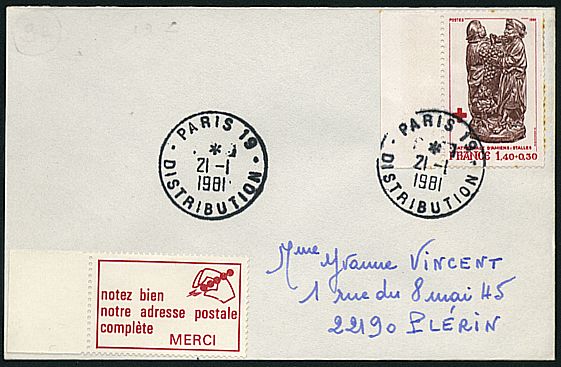 POSTES 1980
CATHEDRALE D'AMIENS-STALLES
FRANCE 1,40+0,30
PARIS 19
*
21-1
1981
DISTRIBUTION
PARIS 19
*
21-1
1981
DISTRIBUTION
Mme Yvanne VINCENT
1 rue du 8 mai 45
22190 PLÉRIN
notez bien
notre adresse postale
complète
MERCI